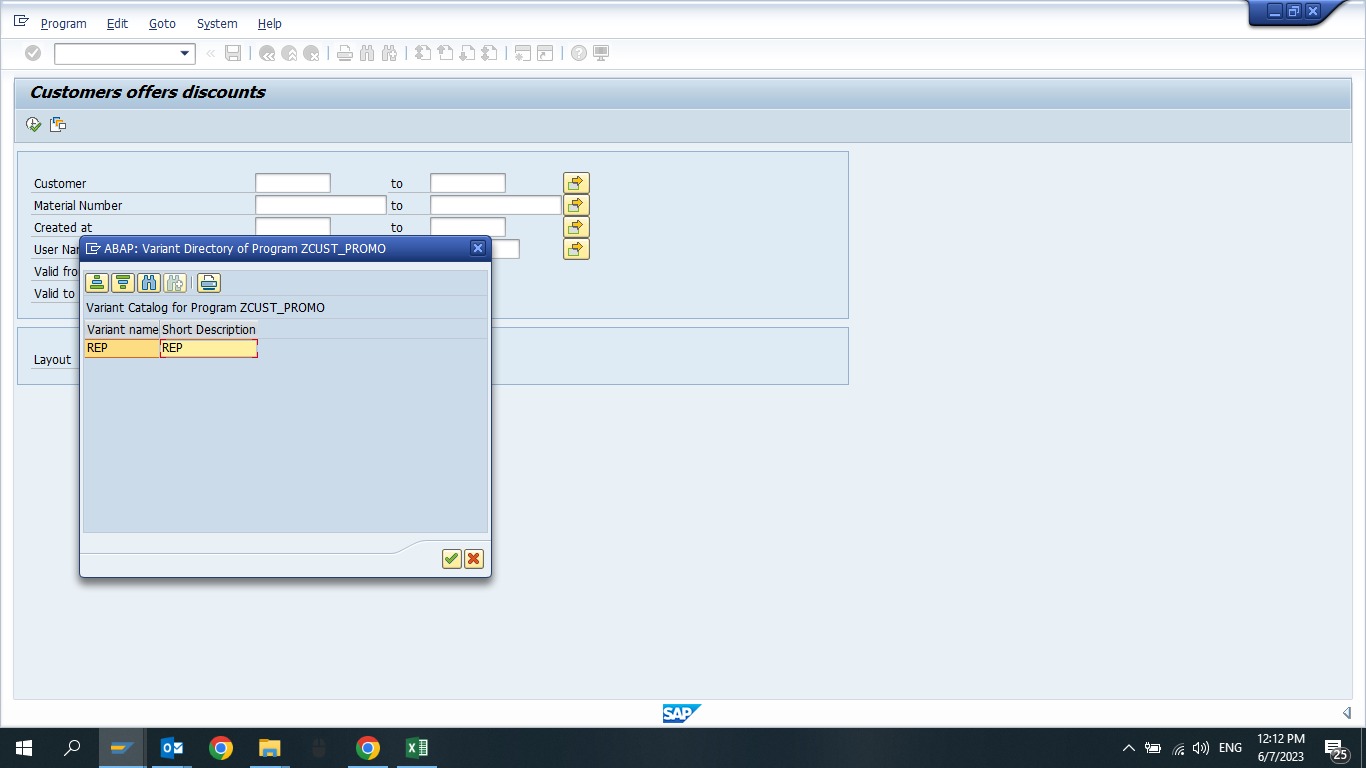 Program Edit Goto System Help
Customers offers discounts
Customer to
Material Number to
Created at to
User Nar
Valid fro
Valid to
Layout
ABAP: Variant Directory of Program ZCUST_PROMO
Variant Catalog for Program ZCUST_PROMO
Variant name Short Description
REP REP
SAP
ENG
12:12 PM
6/7/2023
25